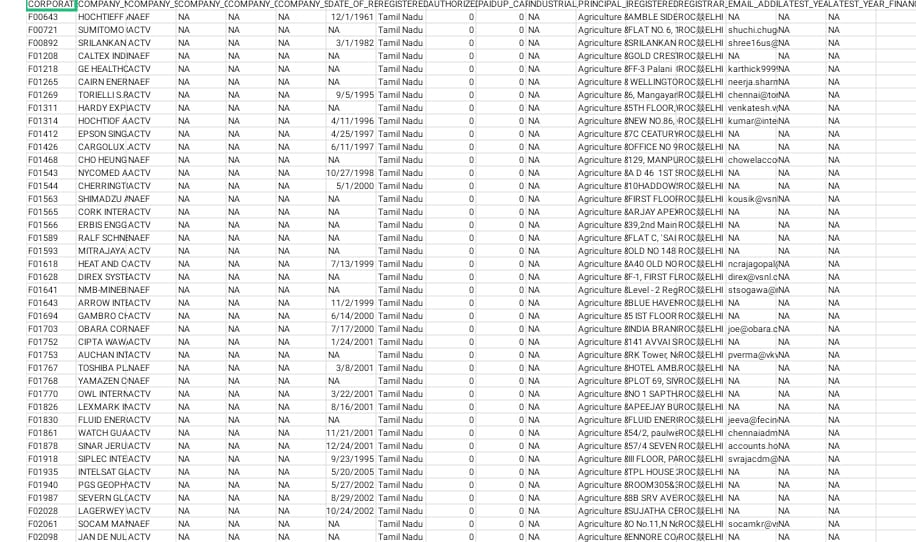 CORPORAT COMPANY_N COMPANY_S COMPANY_C COMPANY_C COMPANY_S DATE_OF_RE REGISTERED AUTHORIZE PAIDUP_CAP INDUSTRIAL PRINCIPAL_ REGISTERED REGISTRAR_ EMAIL_ADDI LATEST_YEA LATEST_YEAR_FINANC
F00643 HOCHTIEFF NAEF NA NA NA 12/1/1961 Tamil Nadu 0 0 NA Agriculture & AMBLE SIDE ROC DELHI NA NA NA
F00721 SUMITOMO ACTV NA NA NA NA Tamil Nadu 0 0 NA Agriculture & FLAT NO. 6, ROC DELHI shuchi.chug NA NA
F00892 SRILANKAN ACTV NA NA NA 3/1/1982 Tamil Nadu 0 0 NA Agriculture & SRILANKAN ROC DELHI shree16us@ NA NA
F01208 CALTEX INDI NAEF NA NA NA NA Tamil Nadu 0 0 NA Agriculture & GOLD CREST ROC DELHI NA NA NA
F01218 GE HEALTHC ACTV NA NA NA NA Tamil Nadu 0 0 NA Agriculture & FF-3 Palani ROC DELHI karthick999 NA NA
F01265 CAIRN ENER NAEF NA NA NA NA Tamil Nadu 0 0 NA Agriculture & WELLINGTO ROC DELHI neerja.sharn NA NA
F01269 TORIELLI S.R ACTV NA NA NA 9/5/1995 Tamil Nadu 0 0 NA Agriculture & 6, Mangayar ROC DELHI chennai@tor NA NA
F01311 HARDY EXPL ACTV NA NA NA NA Tamil Nadu 0 0 NA Agriculture & 5TH FLOOR, ROC DELHI venkatesh.v NA NA
F01314 HOCHTIOF ACTV NA NA NA 4/11/1996 Tamil Nadu 0 0 NA Agriculture & NEW NO.86, ROC DELHI kumar@inte NA NA
F01412 EPSON SING ACTV NA NA NA 4/25/1997 Tamil Nadu 0 0 NA Agriculture & 7C CEATURY ROC DELHI NA NA NA
F01426 CARGOLUX ACTV NA NA NA 6/11/1997 Tamil Nadu 0 0 NA Agriculture & OFFICE NO 9 ROC DELHI NA NA NA
F01468 CHO HEUNG NAEF NA NA NA NA Tamil Nadu 0 0 NA Agriculture & 129, MANPU ROC DELHI chowelacco NA NA
F01543 NYCOMED ACTV NA NA NA 10/27/1998 Tamil Nadu 0 0 NA Agriculture & A D 46 1ST S ROC DELHI NA NA NA
F01544 CHERRINGT ACTV NA NA NA 5/1/2000 Tamil Nadu 0 0 NA Agriculture & 10HADDOW ROC DELHI NA NA NA
F01563 SHIMADZU NAEF NA NA NA NA Tamil Nadu 0 0 NA Agriculture & FIRST FLOOF ROC DELHI kousik@vsn NA NA
F01565 CORK INTER ACTV NA NA NA NA Tamil Nadu 0 0 NA Agriculture & ARJAY APEX ROC DELHI NA NA NA
F01566 ERBIS ENGG ACTV NA NA NA NA Tamil Nadu 0 0 NA Agriculture & 39,2nd Main ROC DELHI NA NA NA
F01589 RALF SCHNE NAEF NA NA NA NA Tamil Nadu 0 0 NA Agriculture & FLAT C, 'SAI ROC DELHI NA NA NA
F01593 MITRAJAYA ACTV NA NA NA NA Tamil Nadu 0 0 NA Agriculture & OLD NO 148 ROC DELHI NA NA NA
F01618 HEAT AND C ACTV NA NA NA 7/13/1999 Tamil Nadu 0 0 NA Agriculture & A40 OLD NO ROC DELHI ncrajagopal NA NA
F01628 DIREX SYSTE NAEF NA NA NA NA Tamil Nadu 0 0 NA Agriculture & F-1, FIRST FL ROC DELHI direx@vsnl.c NA NA
F01641 NMB-MINEB NAEF NA NA NA NA Tamil Nadu 0 0 NA Agriculture & Level - 2 Reg ROC DELHI stsogawa@ NA NA
F01643 ARROW INTE ACTV NA NA NA 11/2/1999 Tamil Nadu 0 0 NA Agriculture & BLUE HAVEN ROC DELHI NA NA NA
F01694 GAMBRO CH ACTV NA NA NA 6/14/2000 Tamil Nadu 0 0 NA Agriculture & 5 IST FLOOR ROC DELHI NA NA NA
F01703 OBARA CORI NAEF NA NA NA 7/17/2000 Tamil Nadu 0 0 NA Agriculture & INDIA BRAN ROC DELHI joe@obara.c NA NA
F01752 CIPTA WAW ACTV NA NA NA 1/24/2001 Tamil Nadu 0 0 NA Agriculture & 141 AVVAI S ROC DELHI NA NA NA
F01753 AUCHAN INT ACTV NA NA NA NA Tamil Nadu 0 0 NA Agriculture & RK Tower, N ROC DELHI pverma@vk NA NA
F01767 TOSHIBA PL NAEF NA NA NA 3/8/2001 Tamil Nadu 0 0 NA Agriculture & HOTEL AMB ROC DELHI NA NA NA
F01768 YAMAZEN C NAEF NA NA NA NA Tamil Nadu 0 0 NA Agriculture & PLOT 69, SIV ROC DELHI NA NA NA
F01770 OWL INTERN ACTV NA NA NA 3/22/2001 Tamil Nadu 0 0 NA Agriculture & NO 1 SAPTH ROC DELHI NA NA NA
F01826 LEXMARK IN ACTV NA NA NA 8/16/2001 Tamil Nadu 0 0 NA Agriculture & APEEJAY BU ROC DELHI NA NA NA
F01830 FLUID ENERI ACTV NA NA NA NA Tamil Nadu 0 0 NA Agriculture & FLUID ENERI ROC DELHI jeeva@fecin NA NA
F01861 WATCH GUA ACTV NA NA NA 11/21/2001 Tamil Nadu 0 0 NA Agriculture & 54/2, paulwe ROC DELHI chennaiadm NA NA
F01878 SINAR JERU ACTV NA NA NA 12/24/2001 Tamil Nadu 0 0 NA Agriculture & 57/4 SEVEN ROC DELHI accounts.ho NA NA
F01918 SIPLEC INTE ACTV NA NA NA 9/23/1995 Tamil Nadu 0 0 NA Agriculture & III FLOOR, PA ROC DELHI svrajacdm@ NA NA
F01935 INTELSAT GL ACTV NA NA NA 5/20/2005 Tamil Nadu 0 0 NA Agriculture & TPL HOUSE ROC DELHI NA NA NA
F01940 PGS GEOPH ACTV NA NA NA 5/27/2002 Tamil Nadu 0 0 NA Agriculture & ROOM305& ROC DELHI NA NA NA
F01987 SEVERN GL ACTV NA NA NA 8/29/2002 Tamil Nadu 0 0 NA Agriculture & 8B SRV AVE ROC DELHI NA NA NA
F02028 LAGERWEY ACTV NA NA NA 10/24/2002 Tamil Nadu 0 0 NA Agriculture & SUJATHA CE ROC DELHI NA NA NA
F02061 SOCAM MAI NAEF NA NA NA NA Tamil Nadu 0 0 NA Agriculture & O No.11,N N ROC DELHI socamkr@v NA NA
F02098 JAN DE NUL ACTV NA NA NA NA Tamil Nadu 0 0 NA Agriculture & ENNORE CO ROC DELHI NA NA NA